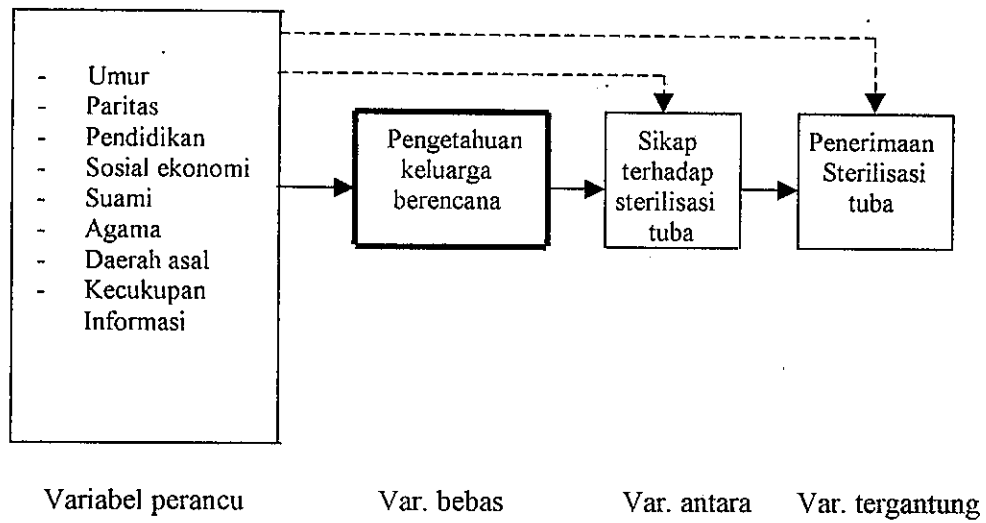 - Umur
- Paritas
- Pendidikan
- Sosial ekonomi
- Suami
- Agama
- Daerah asal
- Kecukupan
Informasi
Pengetahuan
keluarga
berencana
Sikap
terhadap
sterilisasi
tuba
Penerimaan
Sterilisasi
tuba
Variabel perancu
Var. bebas
Var. antara
Var. tergantung